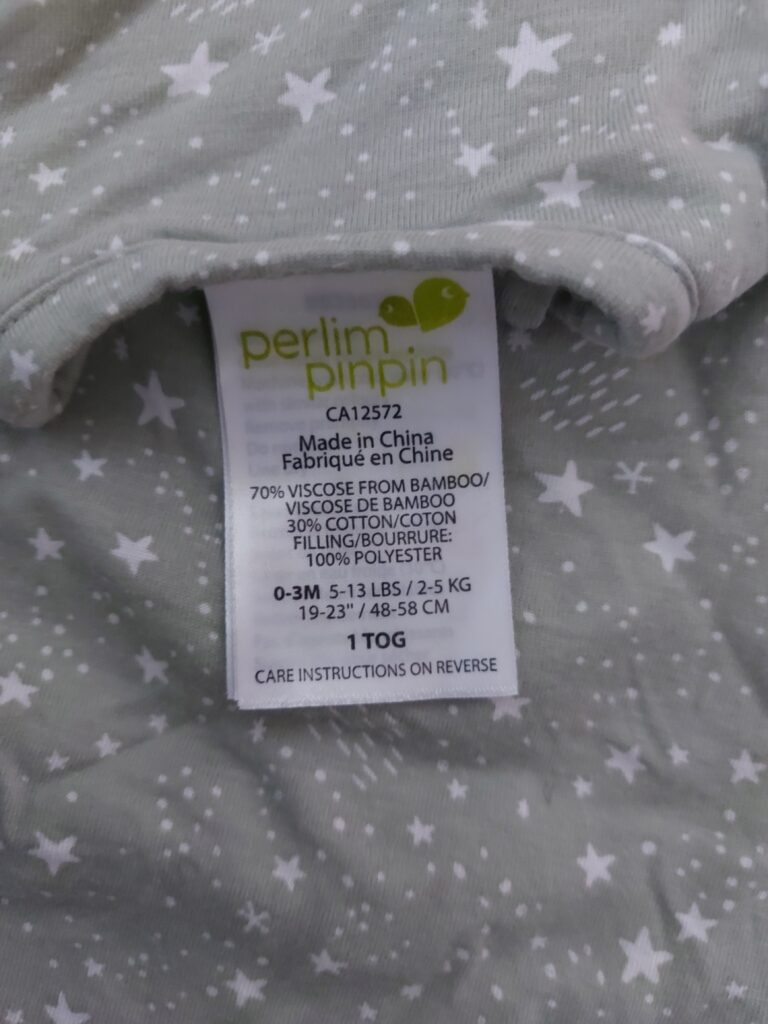 perlim
pinpin
CA12572
Made in China
Fabriqué en Chine
70% VISCOSE FROM BAMBOO/
VISCOSE DE BAMBOO
30% COTTON/COTON
FILLING/BOURRURE:
100% POLYESTER
0-3M 5-13 LBS / 2-5 KG
19-23" / 48-58 CM
1 TOG
CARE INSTRUCTIONS ON REVERSE